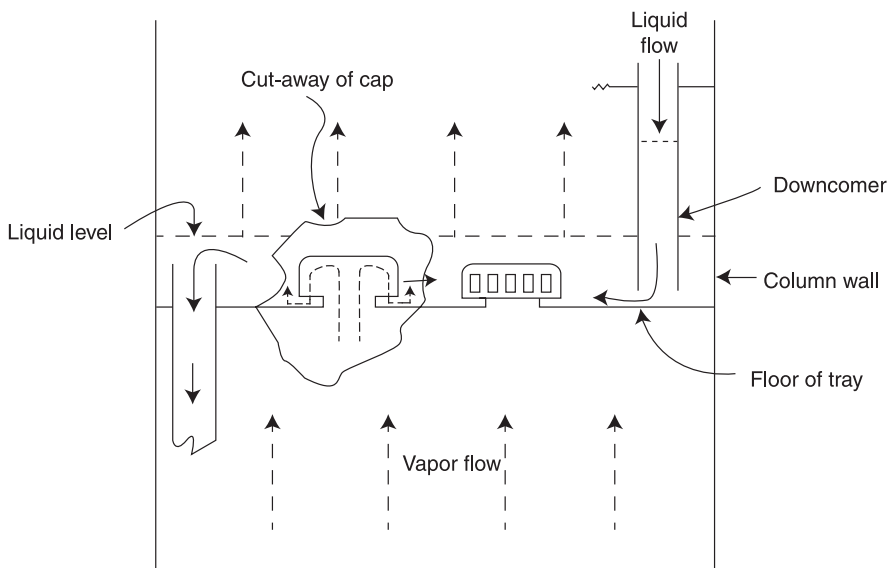 Liquid
flow
Cut-away of cap
Downcomer
Liquid level
Column wall
Floor of tray
Vapor flow